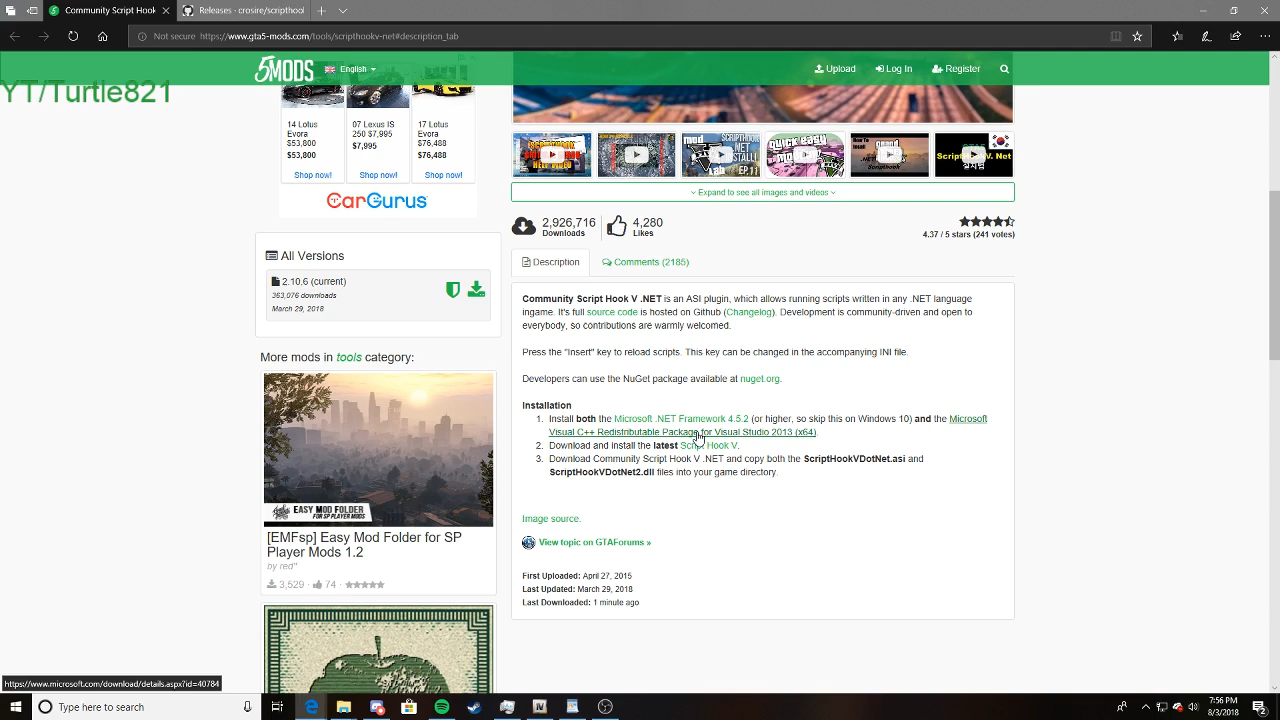 Community Script Hook
Releases - crosire/scripthool
Not secure https://www.gta5-mods.com/tools/scripthookv-net#description_tab
5MODS
English
Upload
Log In
Register
YT/Turtle821
14 Lotus Evora $53,800
$53,800
Shop now!
07 Lexus IS 250 $7,995
$7,995
Shop now!
17 Lotus Evora $76,488
$76,488
Shop now!
CarGurus
Expand to see all images and videos
2,926,716
Downloads
4,280
Likes
4.37 / 5 stars (241 votes)
All Versions
2.10.6 (current)
363,076 downloads
March 29, 2018
Description
Comments (2185)
Community Script Hook V .NET is an ASI plugin, which allows running scripts written in any .NET language
ingame. It's full source code is hosted on Github (Changelog). Development is community-driven and open to
everybody, so contributions are warmly welcomed.
Press the "Insert" key to reload scripts. This key can be changed in the accompanying INI file.
Developers can use the NuGet package available at nuget.org.
Installation
1. Install both the Microsoft .NET Framework 4.5.2 (or higher, so skip this on Windows 10) and the Microsoft
Visual C++ Redistributable Package for Visual Studio 2013 (x64).
2. Download and install the latest Script Hook V.
3. Download Community Script Hook V .NET and copy both the ScriptHookVDotNet.asi and
ScriptHookVDotNet2.dll files into your game directory.
Image source.
View topic on GTAForums »
First Uploaded: April 27, 2015
Last Updated: March 29, 2018
Last Downloaded: 1 minute ago
More mods in tools category:
EASY MOD FOLDER
FOR SP PLAYER MODS
[EMFsp] Easy Mod Folder for SP
Player Mods 1.2
by red"
3,529 · 74 ·
https://www.microsoft.com/download/details.aspx?id=40784
Type here to search
7:56 PM
8/3/2018